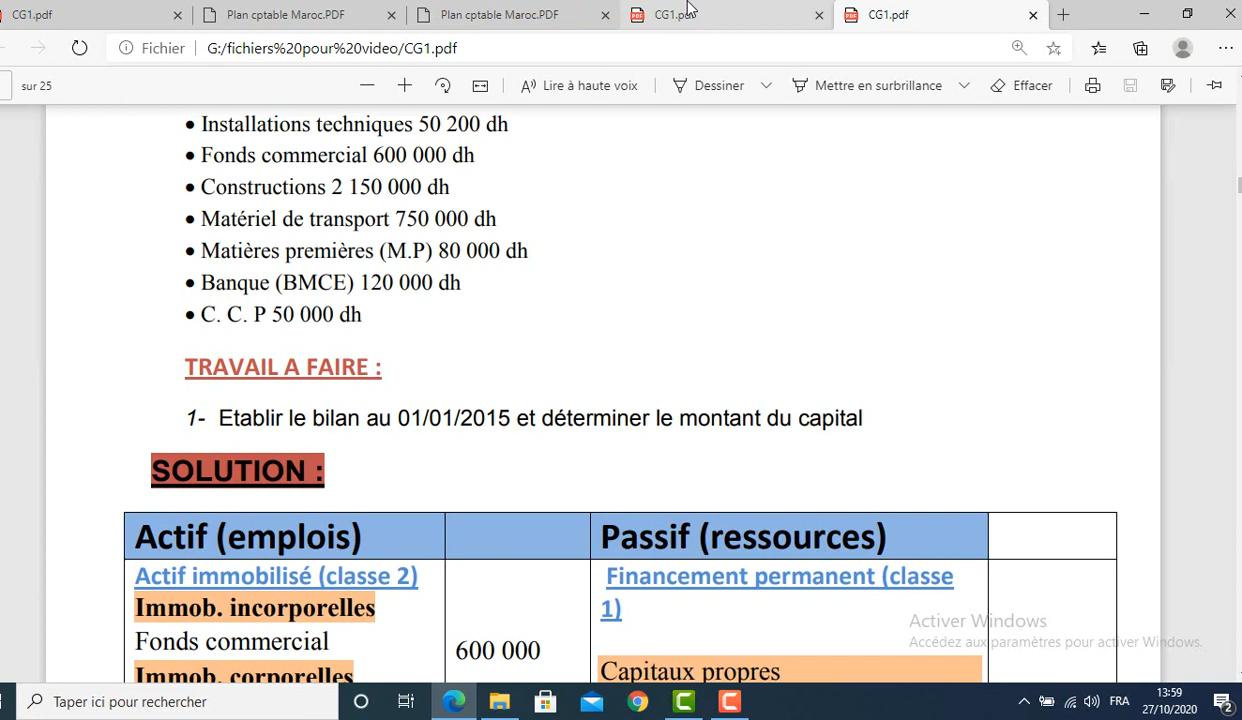 CG1.pdf
Plan cptable Maroc.PDF
Plan cptable Maroc.PDF
CG1.pdf
CG1.pdf
Fichier G:/fichiers%20pour%20video/CG1.pdf
sur 25
Lire à haute voix
Dessiner
Mettre en surbrillance
Effacer
• Installations techniques 50 200 dh
• Fonds commercial 600 000 dh
• Constructions 2 150 000 dh
• Matériel de transport 750 000 dh
• Matières premières (M.P) 80 000 dh
• Banque (BMCE) 120 000 dh
• C. C. P 50 000 dh
TRAVAIL A FAIRE :
1- Etablir le bilan au 01/01/2015 et déterminer le montant du capital
SOLUTION :
Actif (emplois)
Passif (ressources)
Actif immobilisé (classe 2)
Financement permanent (classe
Immob. incorporelles
1)
Fonds commercial
600 000
Immob. corporelles
Capitaux propres
Activer Windows
Accédez aux paramètres pour activer Windows.
Taper ici pour rechercher
FRA
13:59
27/10/2020
2